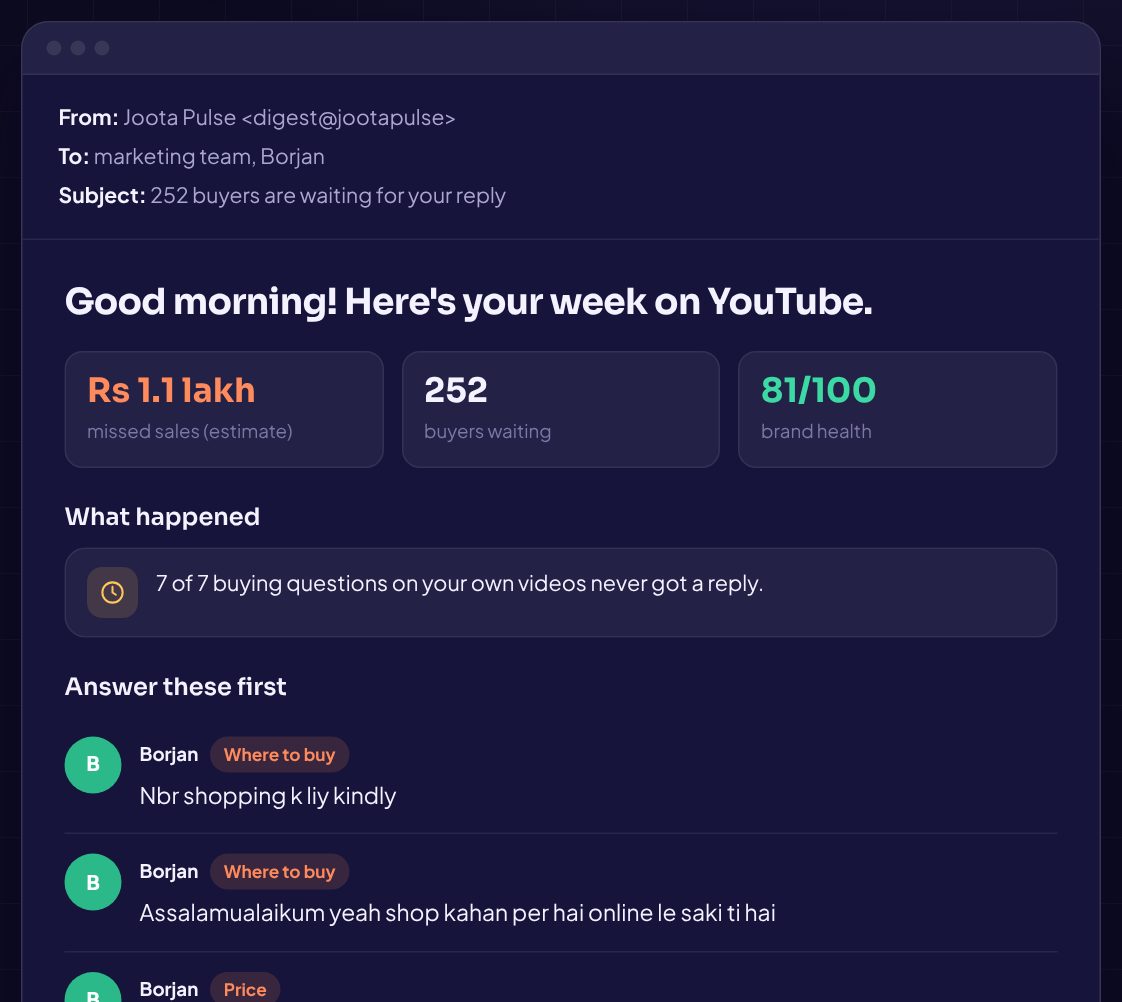 From: Joota Pulse <digest@jootapulse>
To: marketing team, Borjan
Subject: 252 buyers are waiting for your reply
Good morning! Here's your week on YouTube.
Rs 1.1 lakh
missed sales (estimate)
252
buyers waiting
81/100
brand health
What happened
7 of 7 buying questions on your own videos never got a reply.
Answer these first
B
Borjan Where to buy
Nbr shopping k liy kindly
B
Borjan Where to buy
Assalamualaikum yeah shop kahan per hai online le saki ti hai
B
Borjan Price